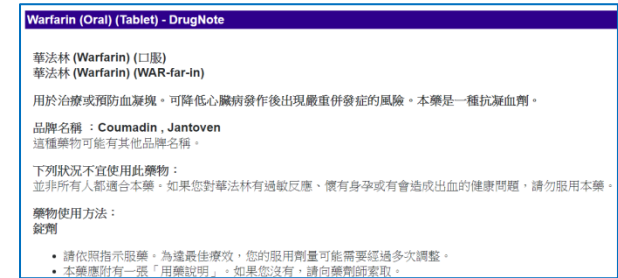 Warfarin (Oral) (Tablet) - DrugNote
華法林 (Warfarin) (口服)
華法林 (Warfarin) (WAR-far-in)
用於治療或預防血凝塊。可降低心臟病發作後出現嚴重併發症的風險。本藥是一種抗凝血劑。
品牌名稱 ：Coumadin , Jantoven
這種藥物可能有其他品牌名稱。
下列狀況不宜使用此藥物：
並非所有人都適合本藥。如果您對華法林有過敏反應、懷有身孕或有會造成出血的健康問題，請勿服用本藥。
藥物使用方法：
錠劑
• 請依照指示服藥。為達最佳療效，您的服用劑量可能需要經過多次調整。
• 本藥應附有一張「用藥說明」。如果您沒有，請向藥劑師索取。